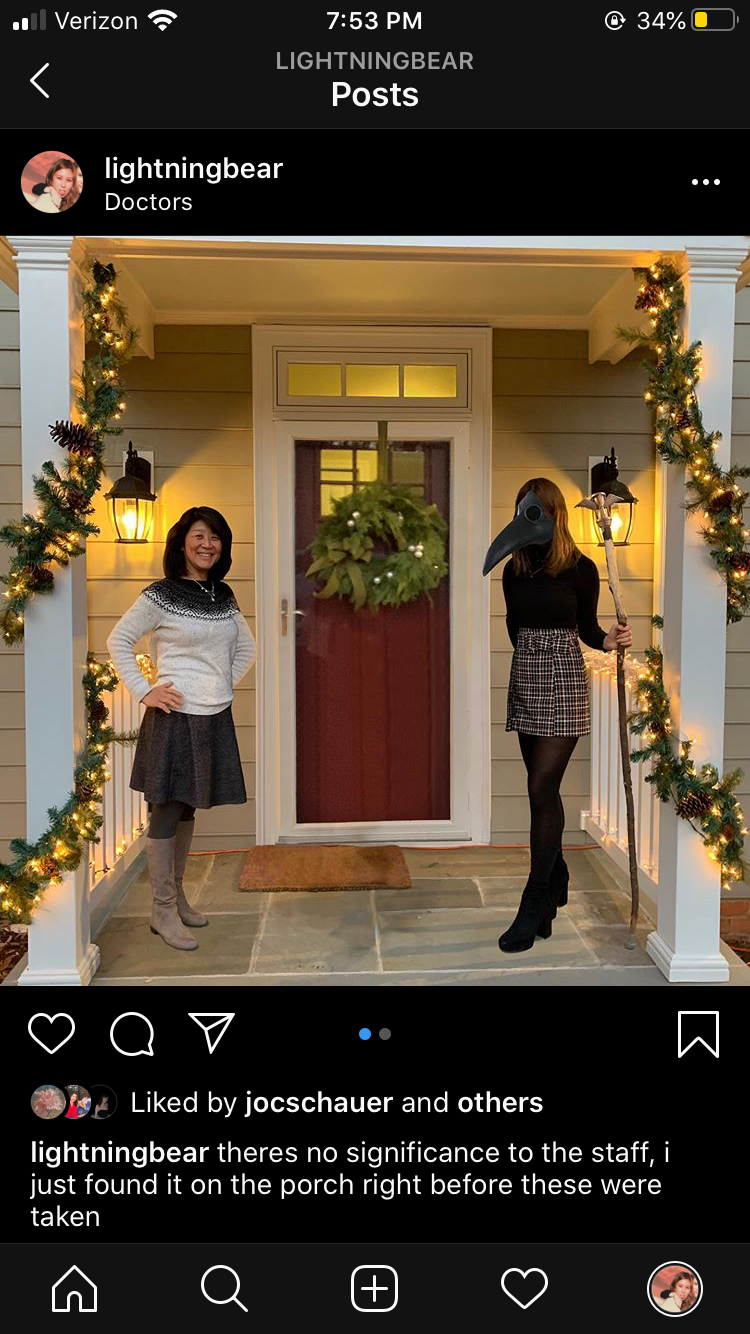 Verizon 7:53 PM 34%
LIGHTNINGBEAR
Posts
lightningbear
Doctors
Liked by jocschauer and others
lightningbear theres no significance to the staff, i
just found it on the porch right before these were
taken